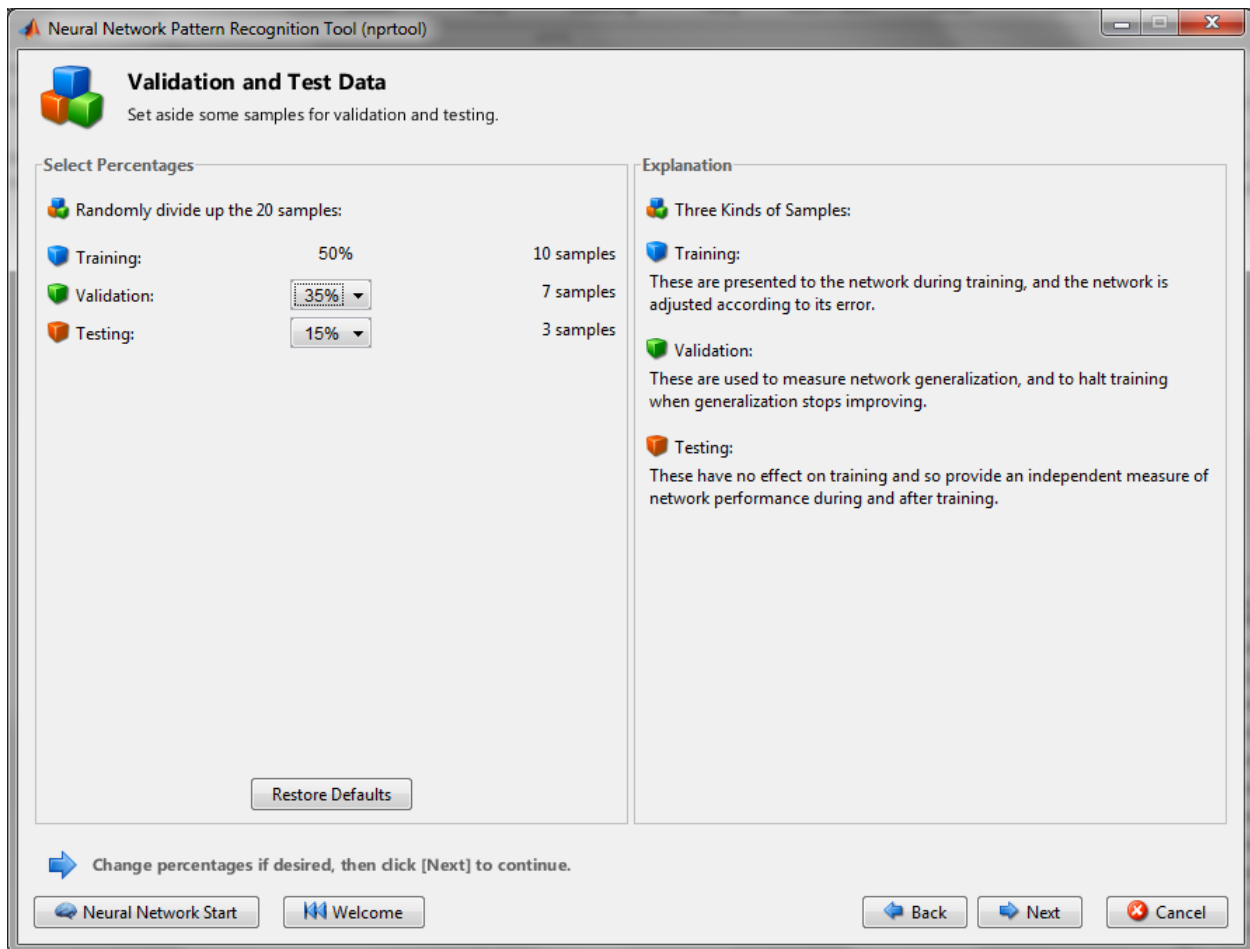 Neural Network Pattern Recognition Tool (nprtool)
Validation and Test Data
Set aside some samples for validation and testing.
Select Percentages
Randomly divide up the 20 samples:
Training: 50% 10 samples
Validation: 35% 7 samples
Testing: 15% 3 samples
Restore Defaults
Explanation
Three Kinds of Samples:
Training:
These are presented to the network during training, and the network is
adjusted according to its error.
Validation:
These are used to measure network generalization, and to halt training
when generalization stops improving.
Testing:
These have no effect on training and so provide an independent measure of
network performance during and after training.
Change percentages if desired, then click [Next] to continue.
Neural Network Start Welcome Back Next Cancel